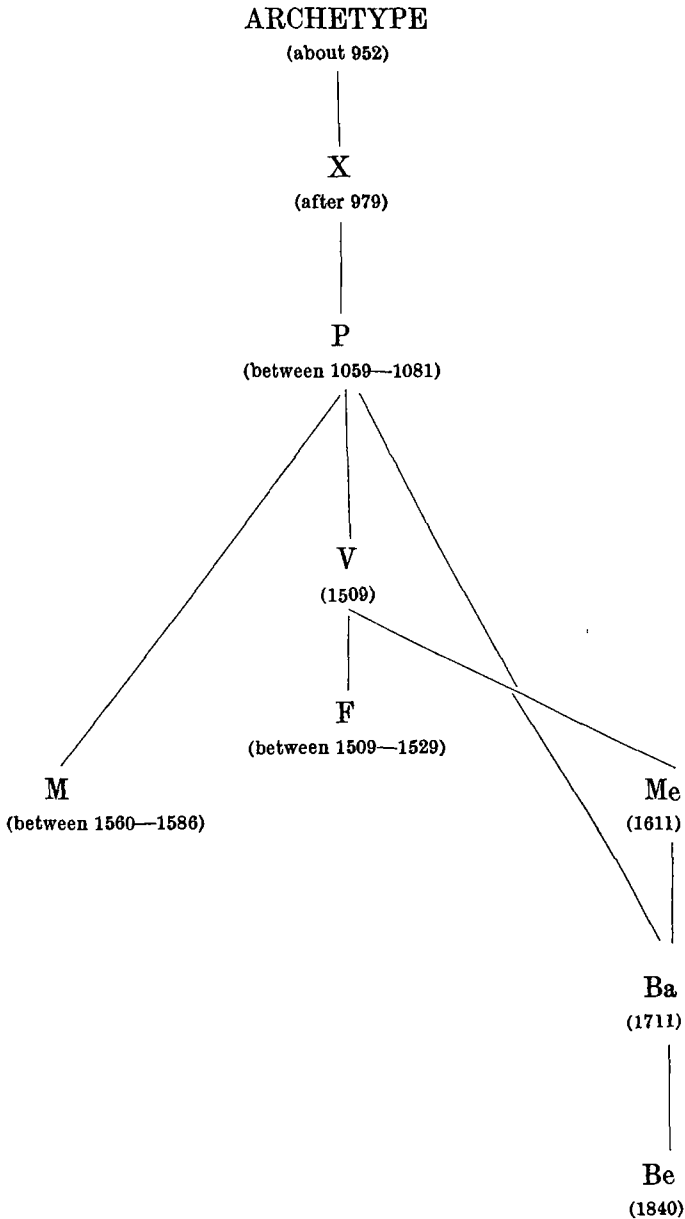 ARCHETYPE
(about 952)
X
(after 979)
P
(between 1059—1081)
V
(1509)
F
(between 1509—1529)
M
(between 1560—1586)
Me
(1611)
Ba
(1711)
Be
(1840)